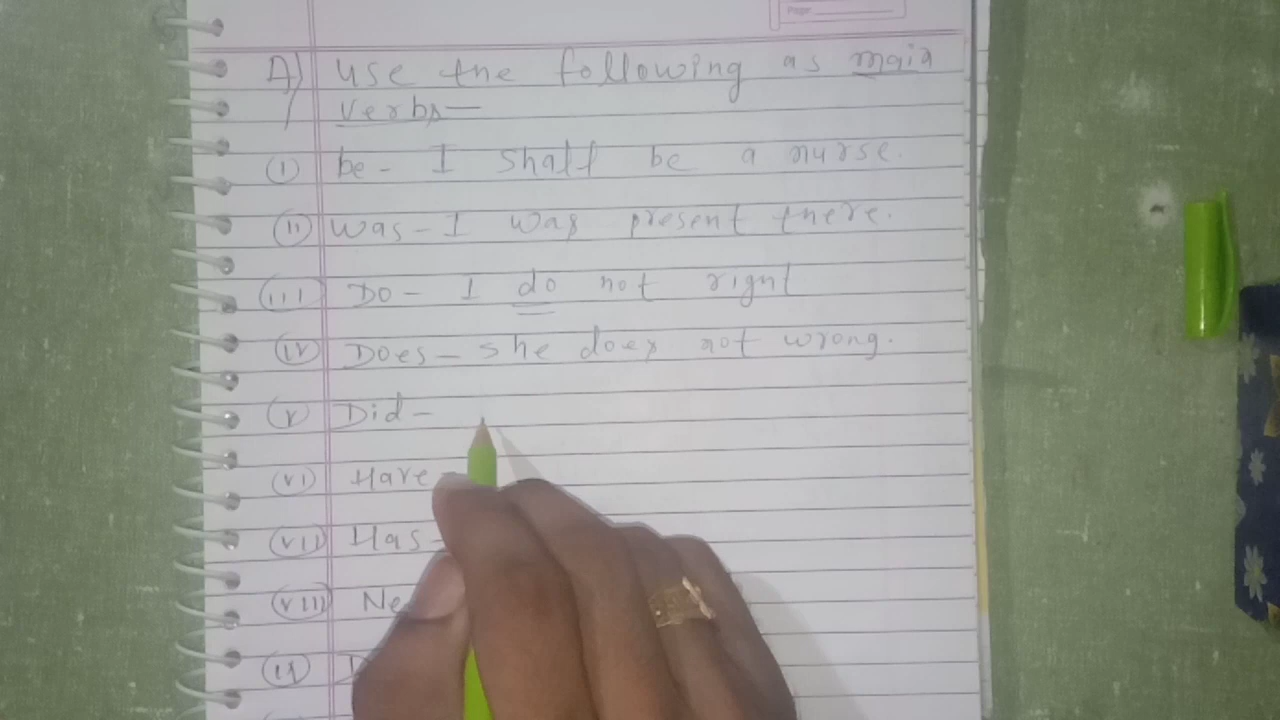 Page
A) Use the following as main
verbs—
(i) be- I shall be a nurse.
(ii) Was- I was present there.
(iii) Do- I do not right
(iv) Does- She does not wrong.
(v) Did-
(vi) Have
(vii) Has-
(viii) Ne
(ix) D